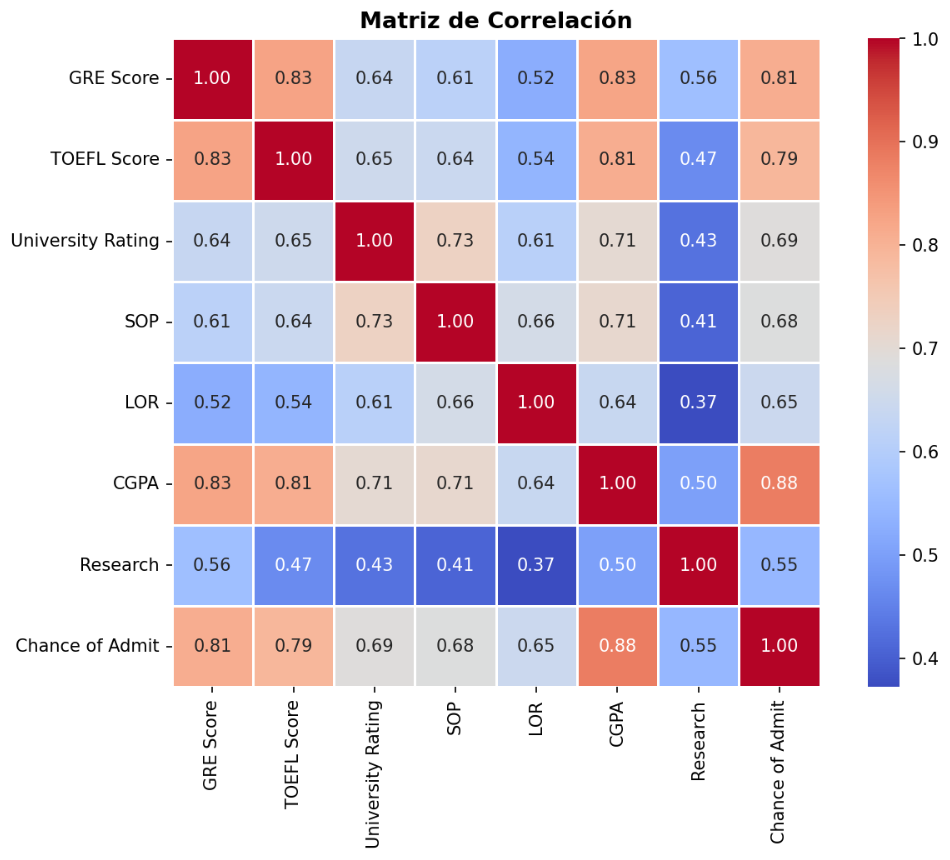 Matriz de Correlación
GRE Score 1.00 0.83 0.64 0.61 0.52 0.83 0.56 0.81
TOEFL Score 0.83 1.00 0.65 0.64 0.54 0.81 0.47 0.79
University Rating 0.64 0.65 1.00 0.73 0.61 0.71 0.43 0.69
SOP 0.61 0.64 0.73 1.00 0.66 0.71 0.41 0.68
LOR 0.52 0.54 0.61 0.66 1.00 0.64 0.37 0.65
CGPA 0.83 0.81 0.71 0.71 0.64 1.00 0.50 0.88
Research 0.56 0.47 0.43 0.41 0.37 0.50 1.00 0.55
Chance of Admit 0.81 0.79 0.69 0.68 0.65 0.88 0.55 1.00
GRE Score
TOEFL Score
University Rating
SOP
LOR
CGPA
Research
Chance of Admit
1.0
0.9
0.8
0.7
0.6
0.5
0.4